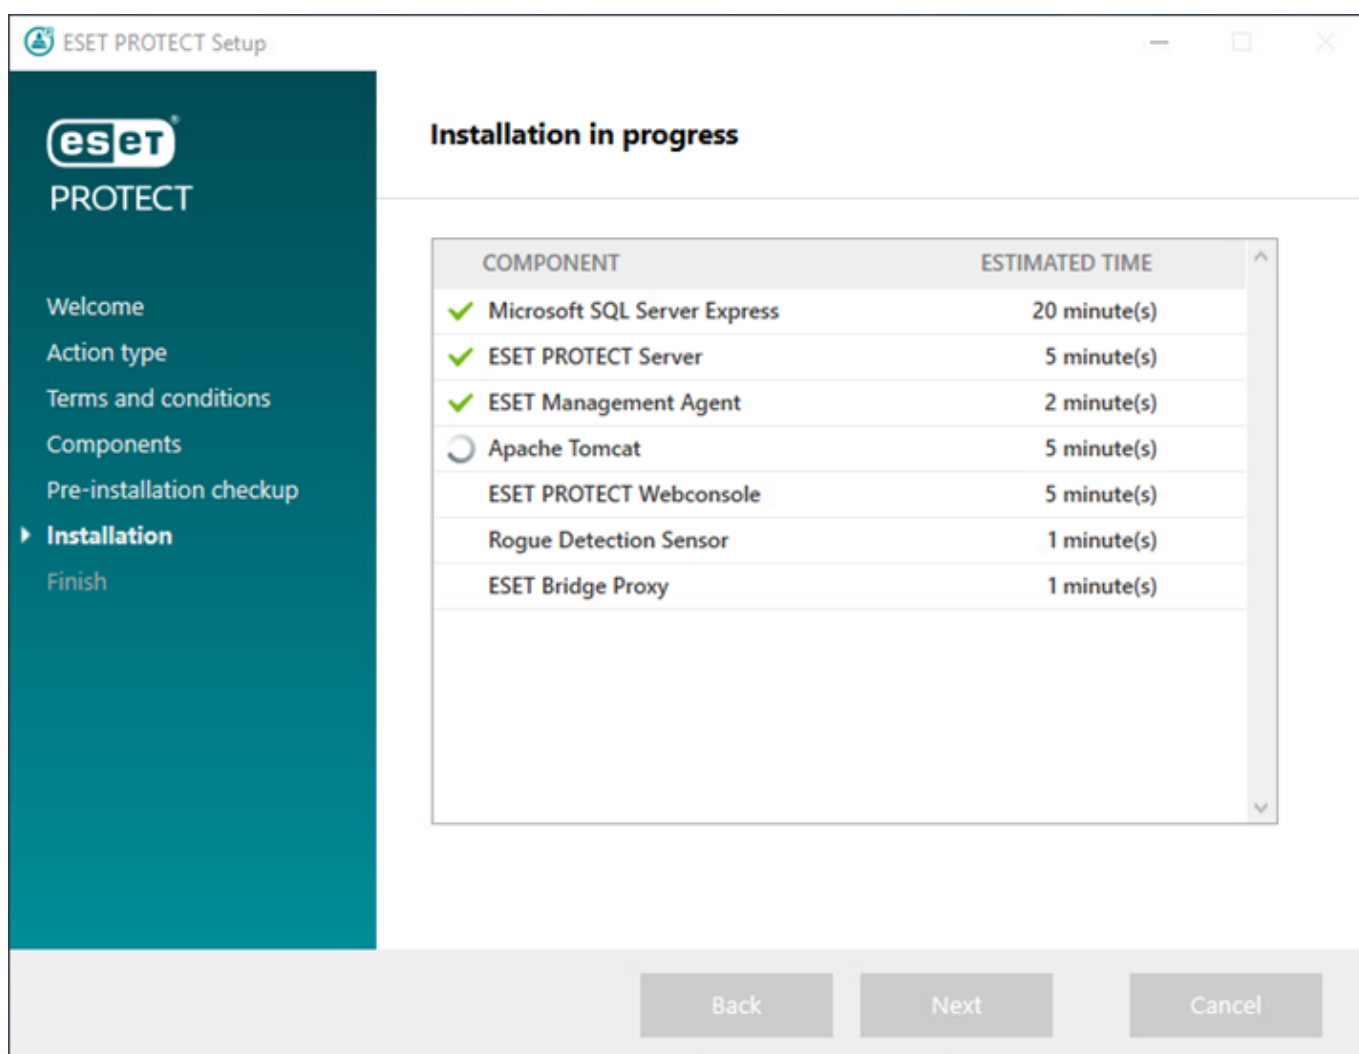 ESET PROTECT Setup
eseT®
PROTECT
Welcome
Action type
Terms and conditions
Components
Pre-installation checkup
Installation
Finish
Installation in progress
COMPONENT ESTIMATED TIME
Microsoft SQL Server Express 20 minute(s)
ESET PROTECT Server 5 minute(s)
ESET Management Agent 2 minute(s)
Apache Tomcat 5 minute(s)
ESET PROTECT Webconsole 5 minute(s)
Rogue Detection Sensor 1 minute(s)
ESET Bridge Proxy 1 minute(s)
Back Next Cancel